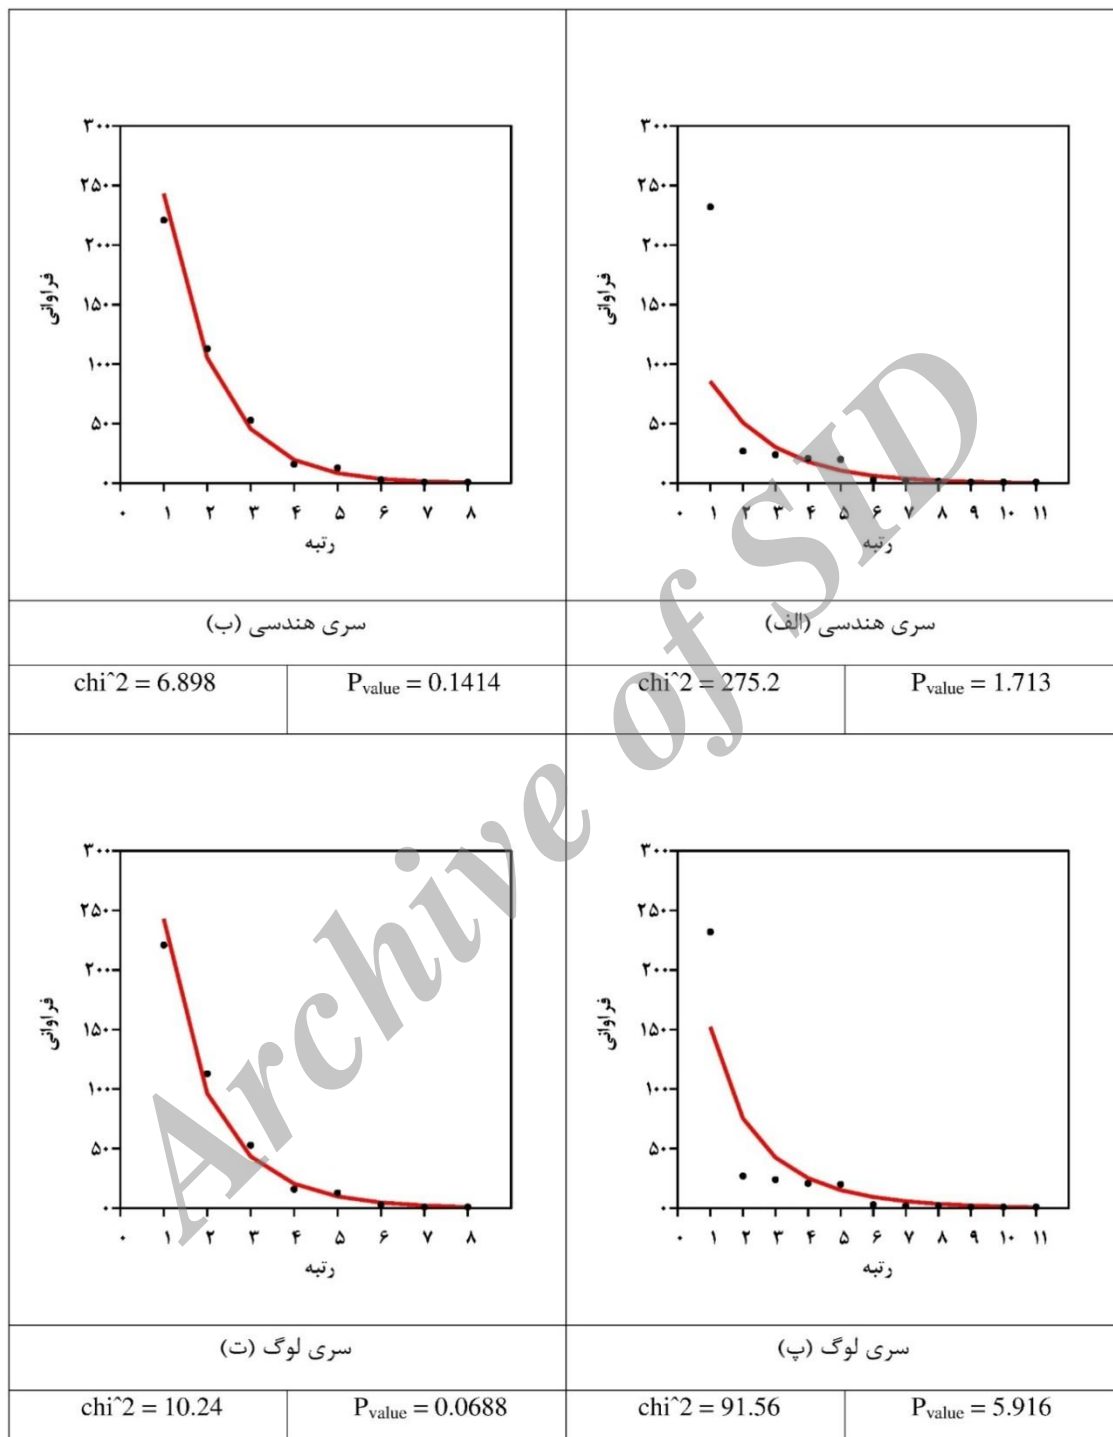 ۳۰۰
۲۵۰
۲۰۰
۱۵۰
۱۰۰
۵۰
۰
فراوانی
۰ ۱ ۲ ۳ ۴ ۵ ۶ ۷ ۸ ۹ ۱۰ ۱۱
رتبه
۳۰۰
۲۵۰
۲۰۰
۱۵۰
۱۰۰
۵۰
۰
فراوانی
۰ ۱ ۲ ۳ ۴ ۵ ۶ ۷ ۸
رتبه
سری هندسی (الف)
سری هندسی (ب)
chi^2 = 6.898 P value = 0.1414 chi^2 = 275.2 P value = 1.713
۳۰۰
۲۵۰
۲۰۰
۱۵۰
۱۰۰
۵۰
۰
فراوانی
۰ ۱ ۲ ۳ ۴ ۵ ۶ ۷ ۸ ۹ ۱۰ ۱۱
رتبه
۳۰۰
۲۵۰
۲۰۰
۱۵۰
۱۰۰
۵۰
۰
فراوانی
۰ ۱ ۲ ۳ ۴ ۵ ۶ ۷ ۸
رتبه
سری لوگ (پ)
سری لوگ (ت)
chi^2 = 10.24 P value = 0.0688 chi^2 = 91.56 P value = 5.916
Archive of SID